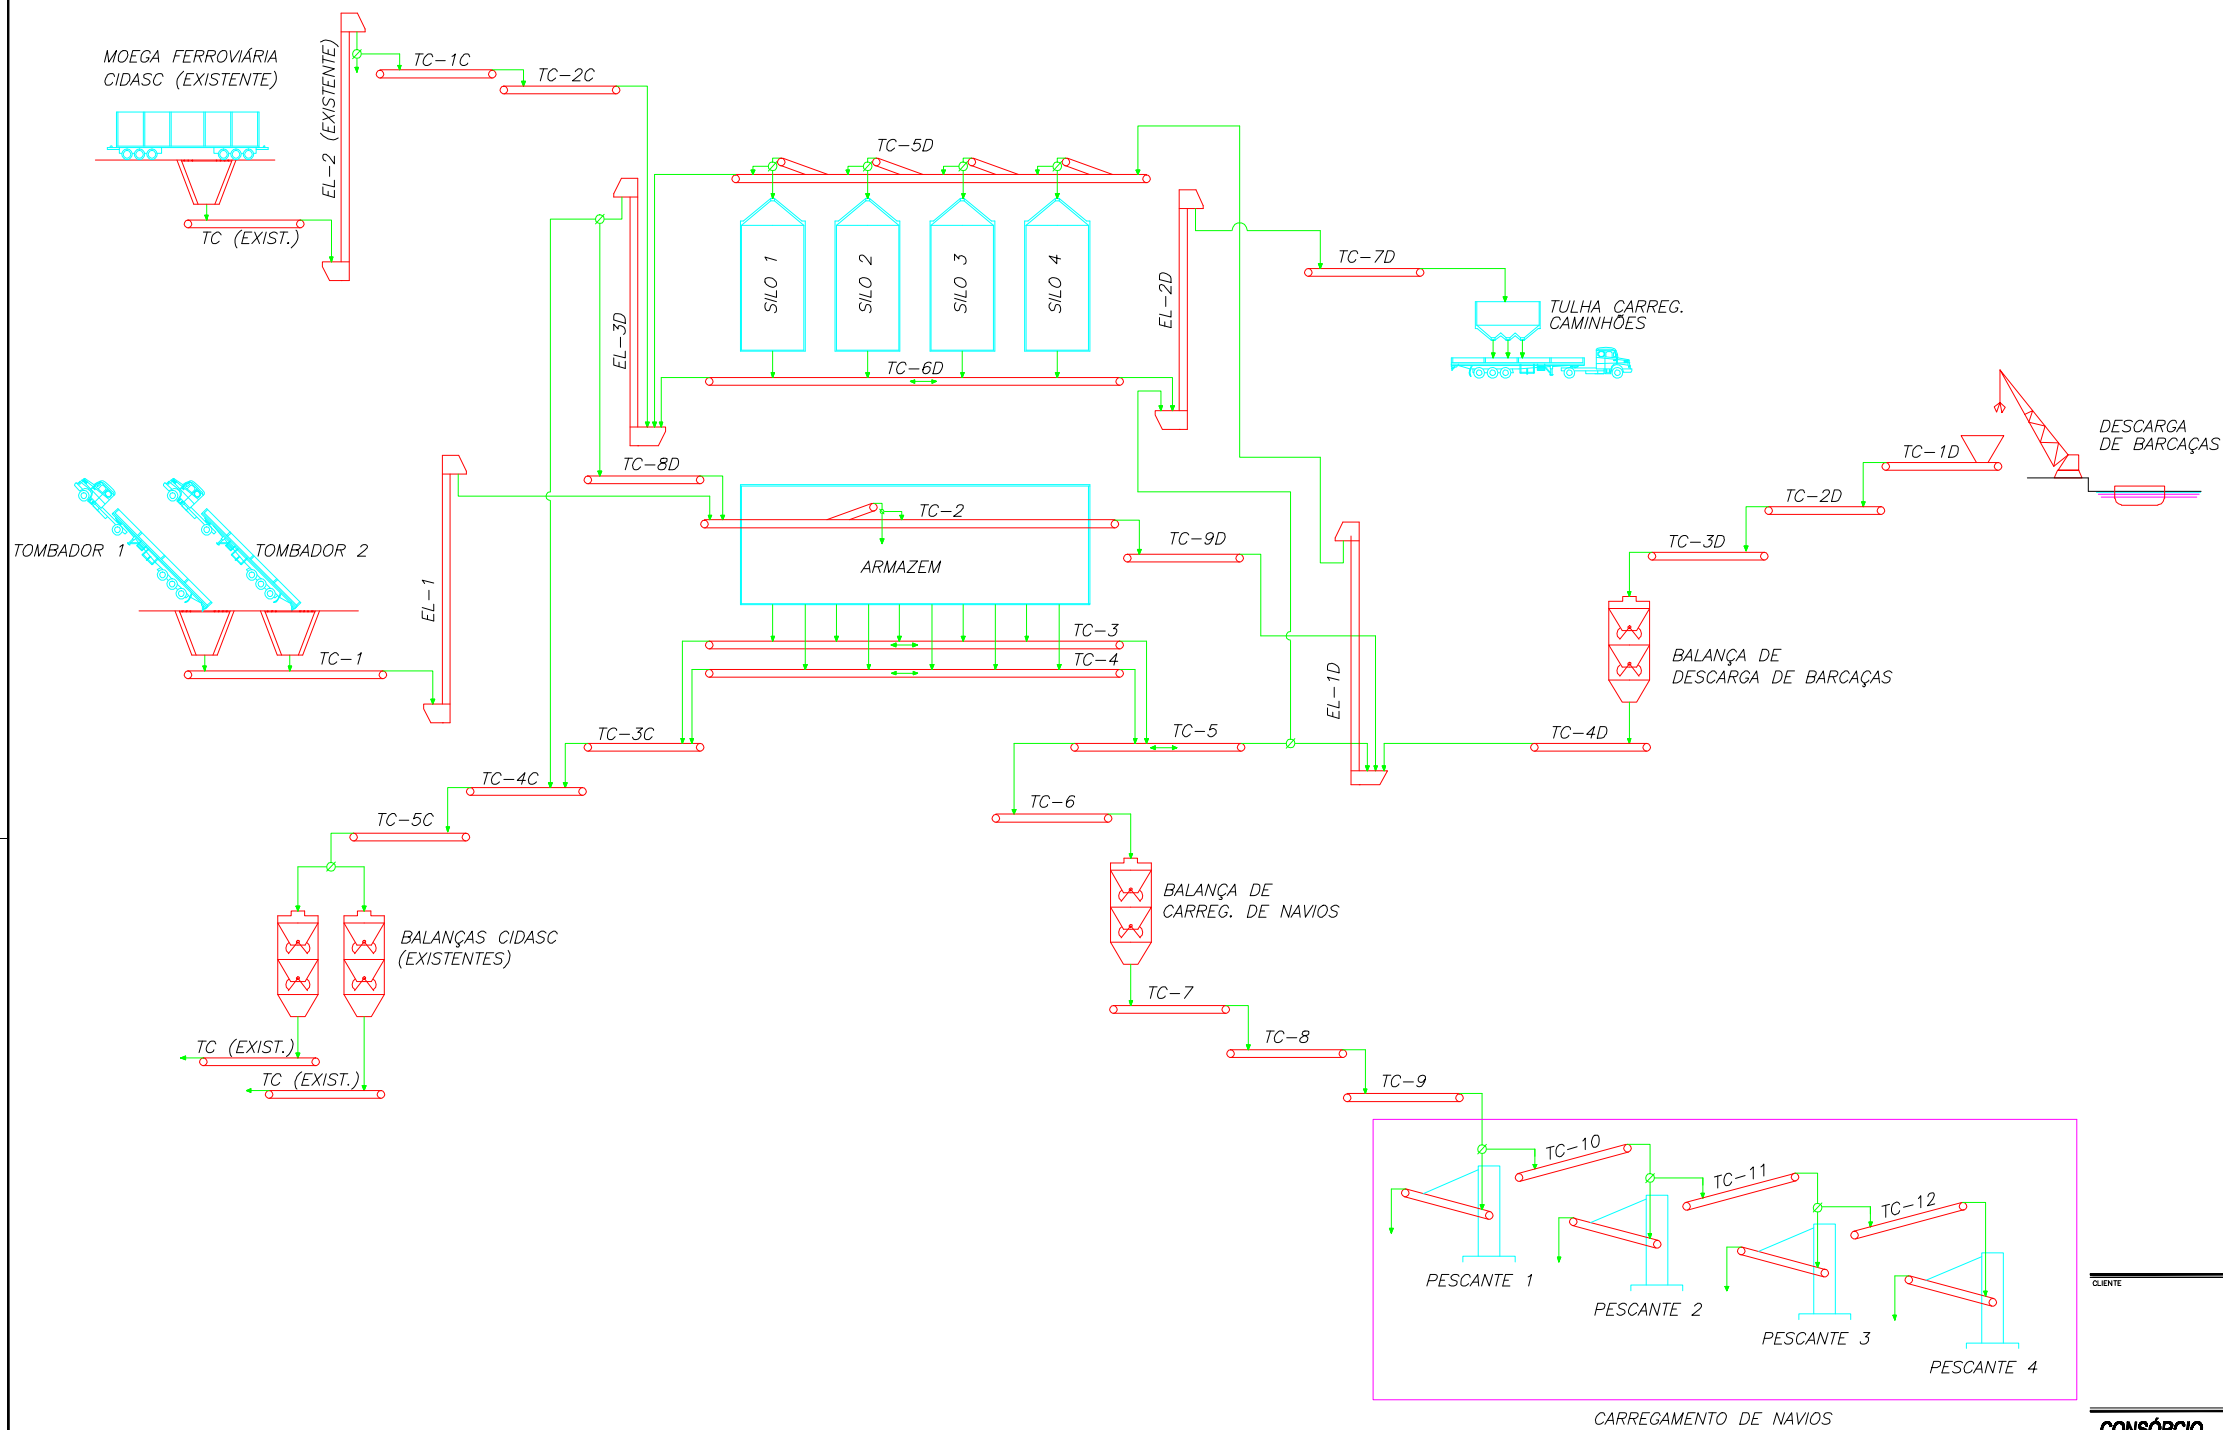 MOEGA FERROVIÁRIA
CIDASC (EXISTENTE)
EL-2 (EXISTENTE)
TC-1C
TC-2C
TC (EXIST.)
TC-5D
SILO 1
SILO 2
SILO 3
SILO 4
EL-3D
EL-2D
TC-6D
TC-7D
TULHA CARREG.
CAMINHÕES
DESCARGA
DE BARCAÇAS
TC-1D
TC-2D
TC-3D
TC-8D
TC-2
ARMAZEM
TC-9D
TOMBADOR 1
TOMBADOR 2
EL-1
TC-1
TC-3
TC-4
EL-1D
BALANÇA DE
DESCARGA DE BARCAÇAS
TC-4D
TC-3C
TC-5
TC-4C
TC-6
TC-5C
BALANÇA DE
CARREG. DE NAVIOS
BALANÇAS CIDASC
(EXISTENTES)
TC-7
TC-8
TC (EXIST.)
TC (EXIST.)
TC-9
TC-10
TC-11
TC-12
PESCANTE 1
PESCANTE 2
PESCANTE 3
PESCANTE 4
CARREGAMENTO DE NAVIOS
CLIENTE
CONSÓRCIO